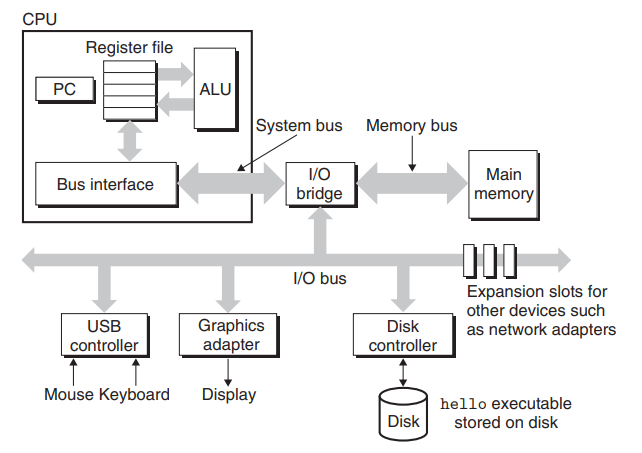 CPU
Register file
PC
ALU
System bus
Memory bus
Bus interface
I/O
bridge
Main
memory
I/O bus
Expansion slots for
other devices such
as network adapters
USB
controller
Graphics
adapter
Disk
controller
Mouse Keyboard
Display
Disk
hello executable
stored on disk